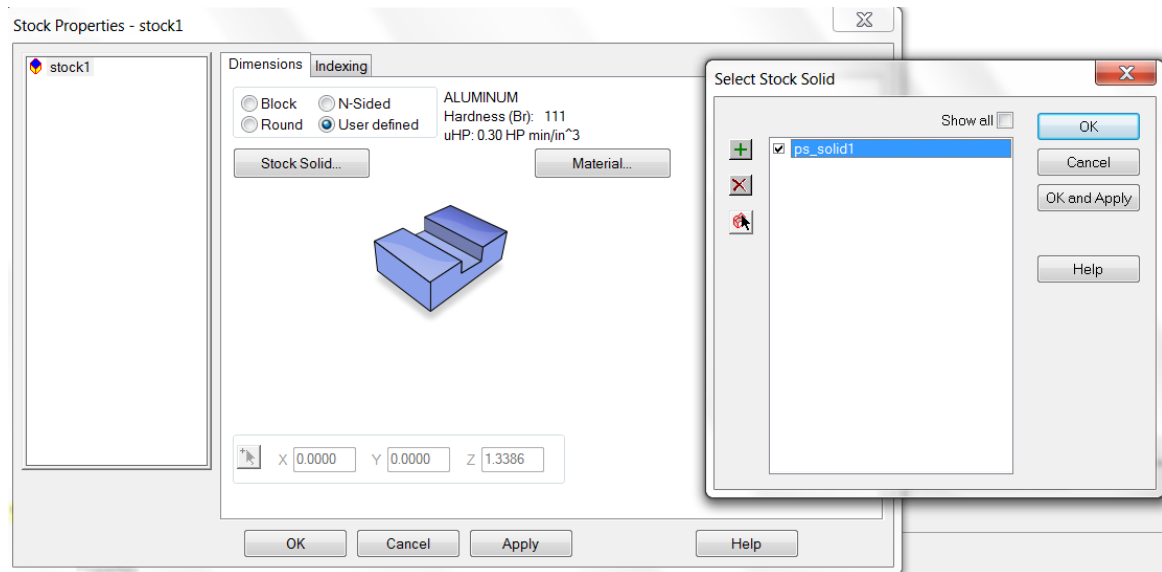 Stock Properties - stock1
stock1
Dimensions Indexing
Block N-Sided
Round User defined
ALUMINUM
Hardness (Br): 111
uHP: 0.30 HP min/in^3
Stock Solid... Material...
X 0.0000 Y 0.0000 Z 1.3386
OK Cancel Apply Help
Select Stock Solid
Show all
ps_solid1
OK
Cancel
OK and Apply
Help